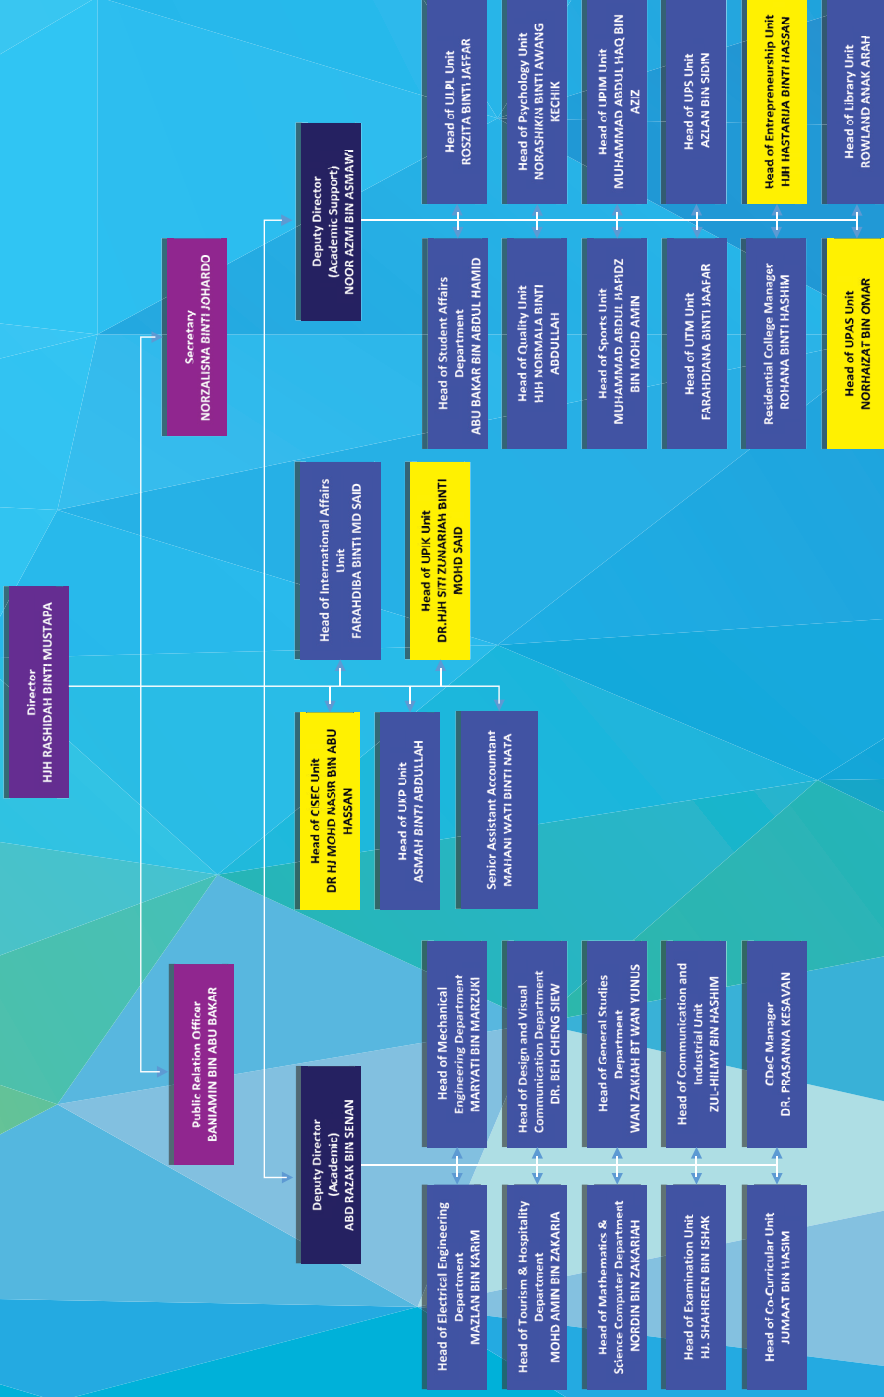 Director
HJH RASHIDAH BINTI MUSTAPA
Public Relation Officer
BANIAMIN BIN ABU BAKAR
Secretary
NORZALISNA BINTI JOHARDO
Deputy Director
(Academic)
ABD RAZAK BIN SENAN
Head of CISEC Unit
DR HJ MOHD NASIR BIN ABU
HASSAN
Head of International Affairs
Unit
FARAHDIBA BINTI MD SAID
Deputy Director
(Academic Support)
NOOR AZMI BIN ASMAWI
Head of UKP Unit
ASMAH BINTI ABDULLAH
Head of UPIK Unit
DR.HJH SITI ZUNARIAH BINTI
MOHD SAID
Senior Assistant Accountant
MAHANI WATI BINTI NATA
Head of Electrical Engineering
Department
MAZLAN BIN KARIM
Head of Mechanical
Engineering Department
MARYATI BIN MARZUKI
Head of Tourism & Hospitality
Department
MOHD AMIN BIN ZAKARIA
Head of Design and Visual
Communication Department
DR. BEH CHENG SIEW
Head of Mathematics &
Science Computer Department
NORDIN BIN ZAKARIAH
Head of General Studies
Department
WAN ZAKIAH BT WAN YUNUS
Head of Examination Unit
HJ. SHAHREEN BIN ISHAK
Head of Communication and
Industrial Unit
ZUL-HILMY BIN HASHIM
Head of Co-Curricular Unit
JUMAAT BIN HASIM
CDeC Manager
DR. PRASANNA KESAVAN
Head of Student Affairs
Department
ABU BAKAR BIN ABDUL HAMID
Head of ULPL Unit
ROSZITA BINTI JAFFAR
Head of Quality Unit
HJH NORMALA BINTI
ABDULLAH
Head of Psychology Unit
NORASHIKIN BINTI AWANG
KECHIK
Head of Sports Unit
MUHAMMAD ABDUL HAFIDZ
BIN MOHD AMIN
Head of UPIM Unit
MUHAMMAD ABDUL HAQ BIN
AZIZ
Head of UTM Unit
FARAHDIANA BINTI JAAFAR
Head of UPS Unit
AZLAN BIN SIDIN
Residential College Manager
ROHANA BINTI HASHIM
Head of Entrepreneurship Unit
HJH HASTARIJA BINTI HASSAN
Head of UPAS Unit
NORHAIZAT BIN OMAR
Head of Library Unit
ROWLAND ANAK ARAH